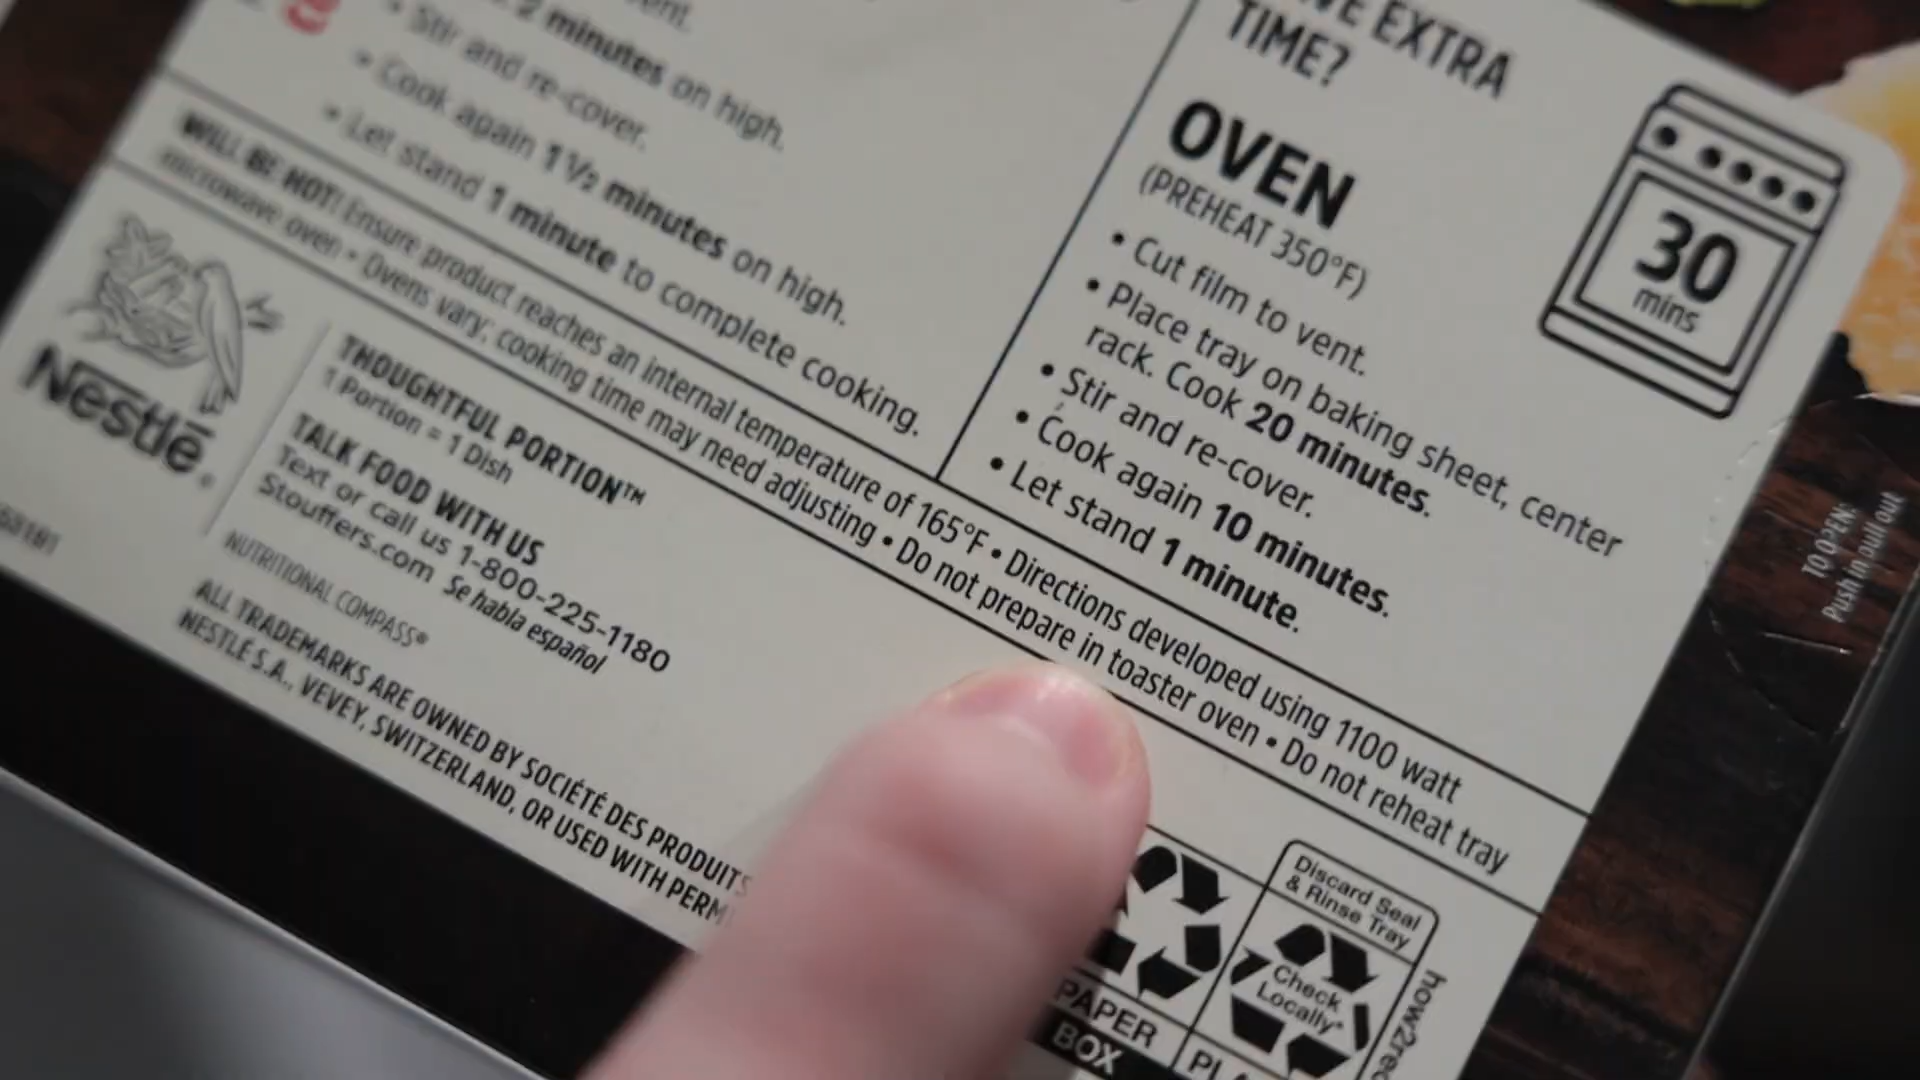 2 minutes on high.
• Stir and re-cover.
• Cook again 1½ minutes on high.
• Let stand 1 minute to complete cooking.
EXTRA
TIME?
OVEN
(PREHEAT 350°F)
• Cut film to vent.
• Place tray on baking sheet, center
rack. Cook 20 minutes.
• Stir and re-cover.
• Cook again 10 minutes.
• Let stand 1 minute.
30
mins
WILL BE HOT! Ensure product reaches an internal temperature of 165°F • Directions developed using 1100 watt
microwave oven • Ovens vary; cooking time may need adjusting • Do not prepare in toaster oven • Do not reheat tray
Nestlé®
THOUGHTFUL PORTION™
1 Portion = 1 Dish
TALK FOOD WITH US
Text or call us 1-800-225-1180
Stouffers.com Se habla español
NUTRITIONAL COMPASS®
ALL TRADEMARKS ARE OWNED BY SOCIÉTÉ DES PRODUITS
NESTLÉ S.A., VEVEY, SWITZERLAND, OR USED WITH PERM
PAPER
BOX
Discard Seal
& Rinse Tray
Check
Locally*
PLA
how2rec
TO OPEN:
Push in pull out